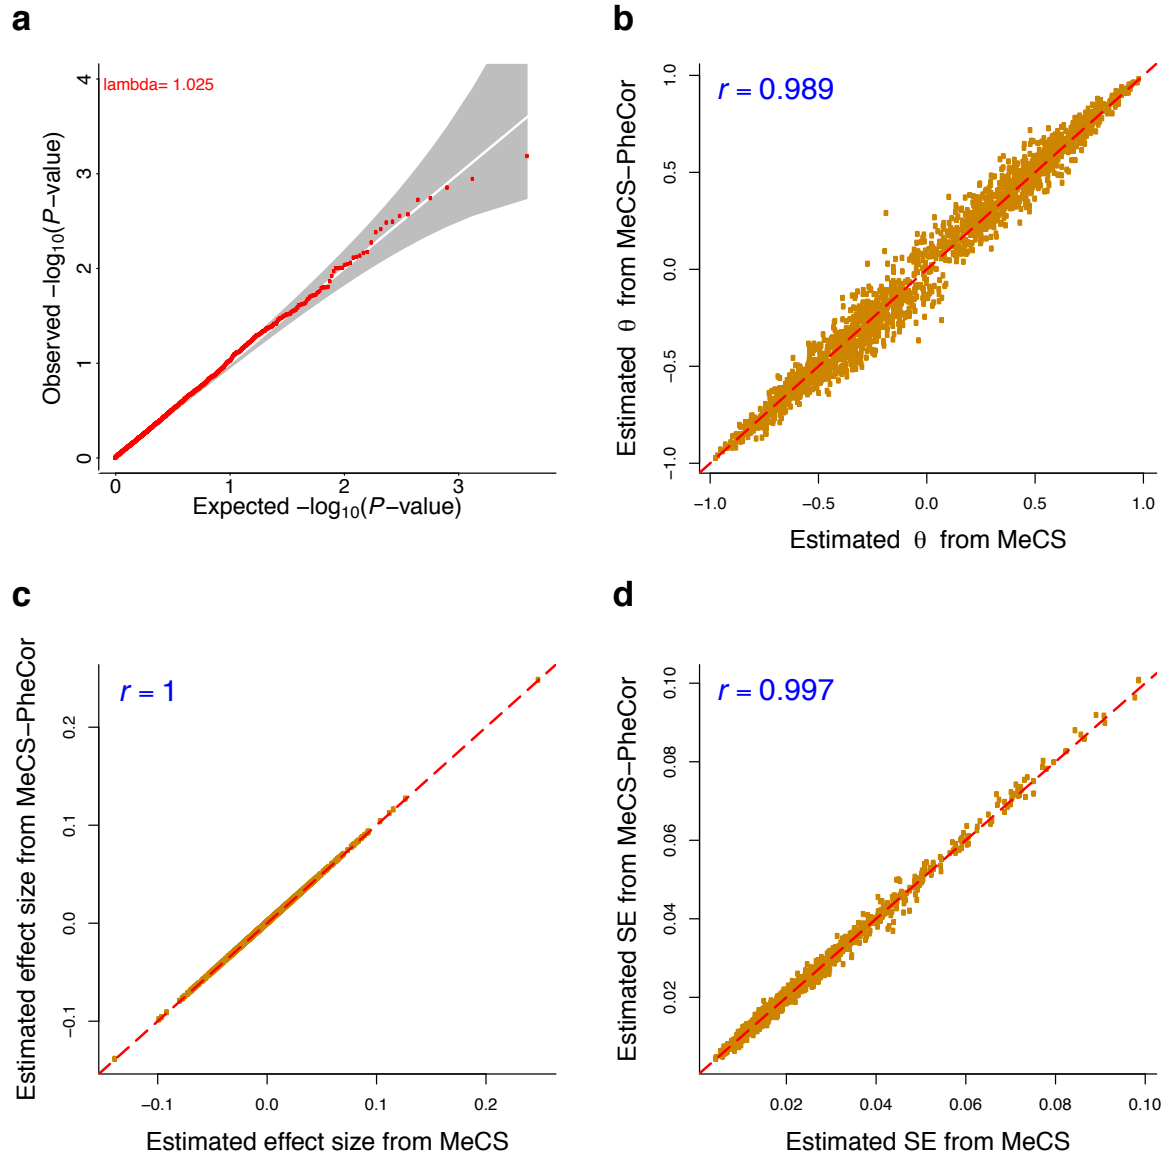 a
lambda= 1.025
Observed −log10(P−value)
4
3
2
1
0
0 1 2 3
Expected −log10(P−value)
b
r = 0.989
Estimated θ from MeCS−PheCor
1.0
0.5
0.0
−0.5
−1.0
−1.0 −0.5 0.0 0.5 1.0
Estimated θ from MeCS
c
r = 1
Estimated effect size from MeCS−PheCor
0.2
0.1
0.0
−0.1
−0.1 0.0 0.1 0.2
Estimated effect size from MeCS
d
r = 0.997
Estimated SE from MeCS−PheCor
0.10
0.08
0.06
0.04
0.02
0.02 0.04 0.06 0.08 0.10
Estimated SE from MeCS